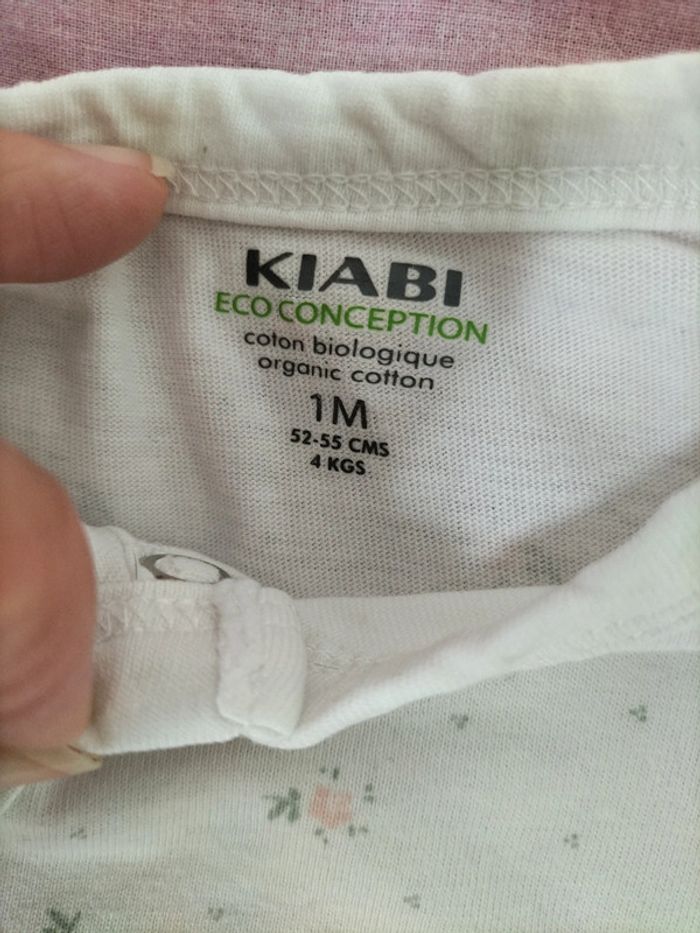 KIABI
ECO CONCEPTION
coton biologique
organic cotton
1M
52-55 CMS
4 KGS